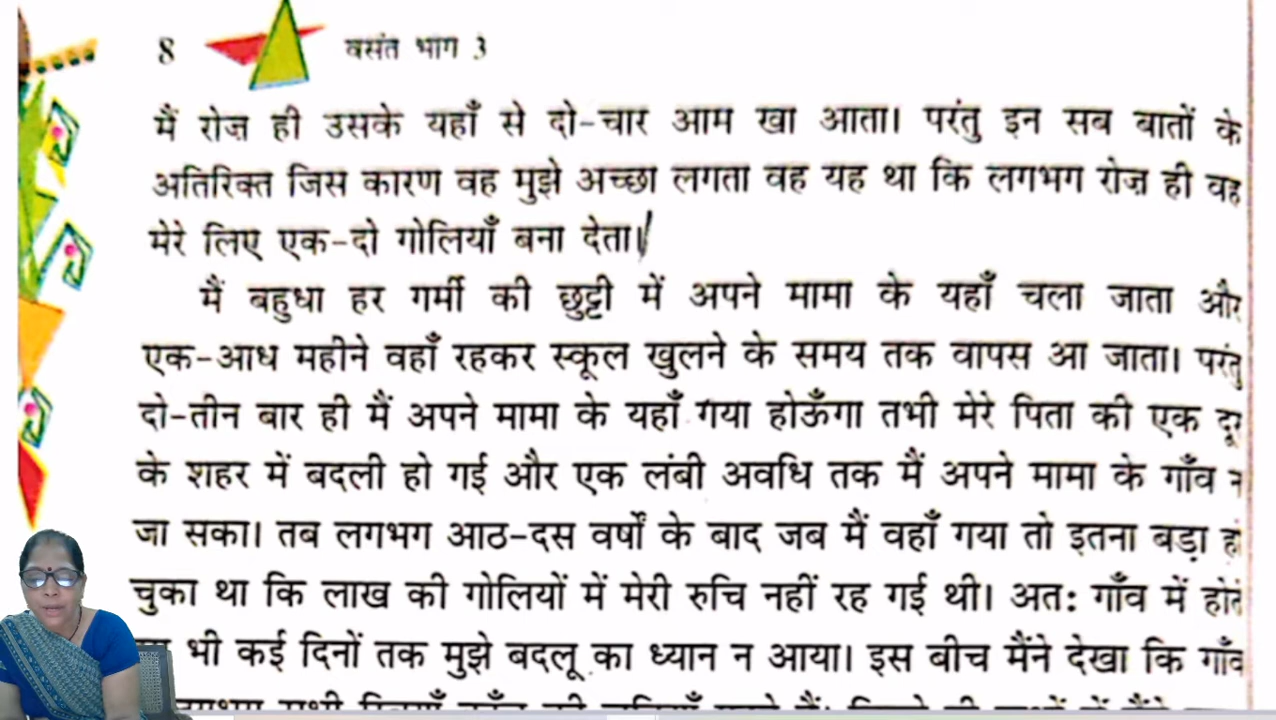 8 वसंत भाग 3
मैं रोज़ ही उसके यहाँ से दो-चार आम खा आता। परंतु इन सब बातों के
अतिरिक्त जिस कारण वह मुझे अच्छा लगता वह यह था कि लगभग रोज़ ही वह
मेरे लिए एक-दो गोलियाँ बना देता।
मैं बहुधा हर गर्मी की छुट्टी में अपने मामा के यहाँ चला जाता और
एक-आध महीने वहाँ रहकर स्कूल खुलने के समय तक वापस आ जाता। परंतु
दो-तीन बार ही मैं अपने मामा के यहाँ गया होऊँगा तभी मेरे पिता की एक दूर
के शहर में बदली हो गई और एक लंबी अवधि तक मैं अपने मामा के गाँव न
जा सका। तब लगभग आठ-दस वर्षों के बाद जब मैं वहाँ गया तो इतना बड़ा हो
चुका था कि लाख की गोलियों में मेरी रुचि नहीं रह गई थी। अतः गाँव में होते
भी कई दिनों तक मुझे बदलू का ध्यान न आया। इस बीच मैंने देखा कि गाँव